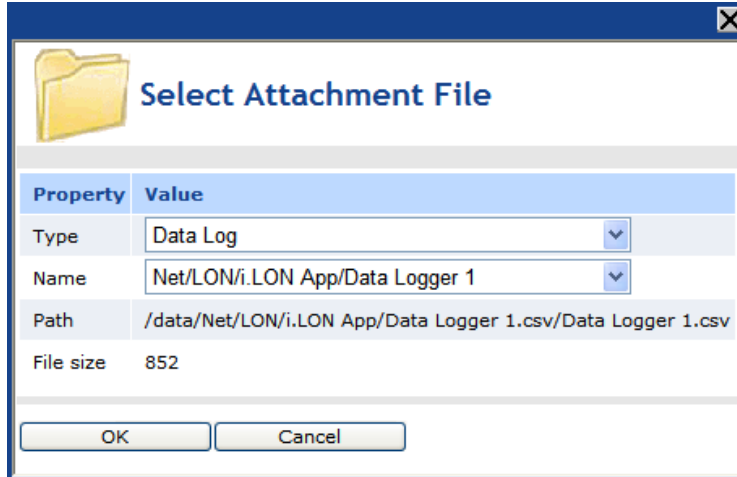 Select Attachment File
Property Value
Type Data Log
Name Net/LON/i.LON App/Data Logger 1
Path /data/Net/LON/i.LON App/Data Logger 1.csv/Data Logger 1.csv
File size 852
OK Cancel